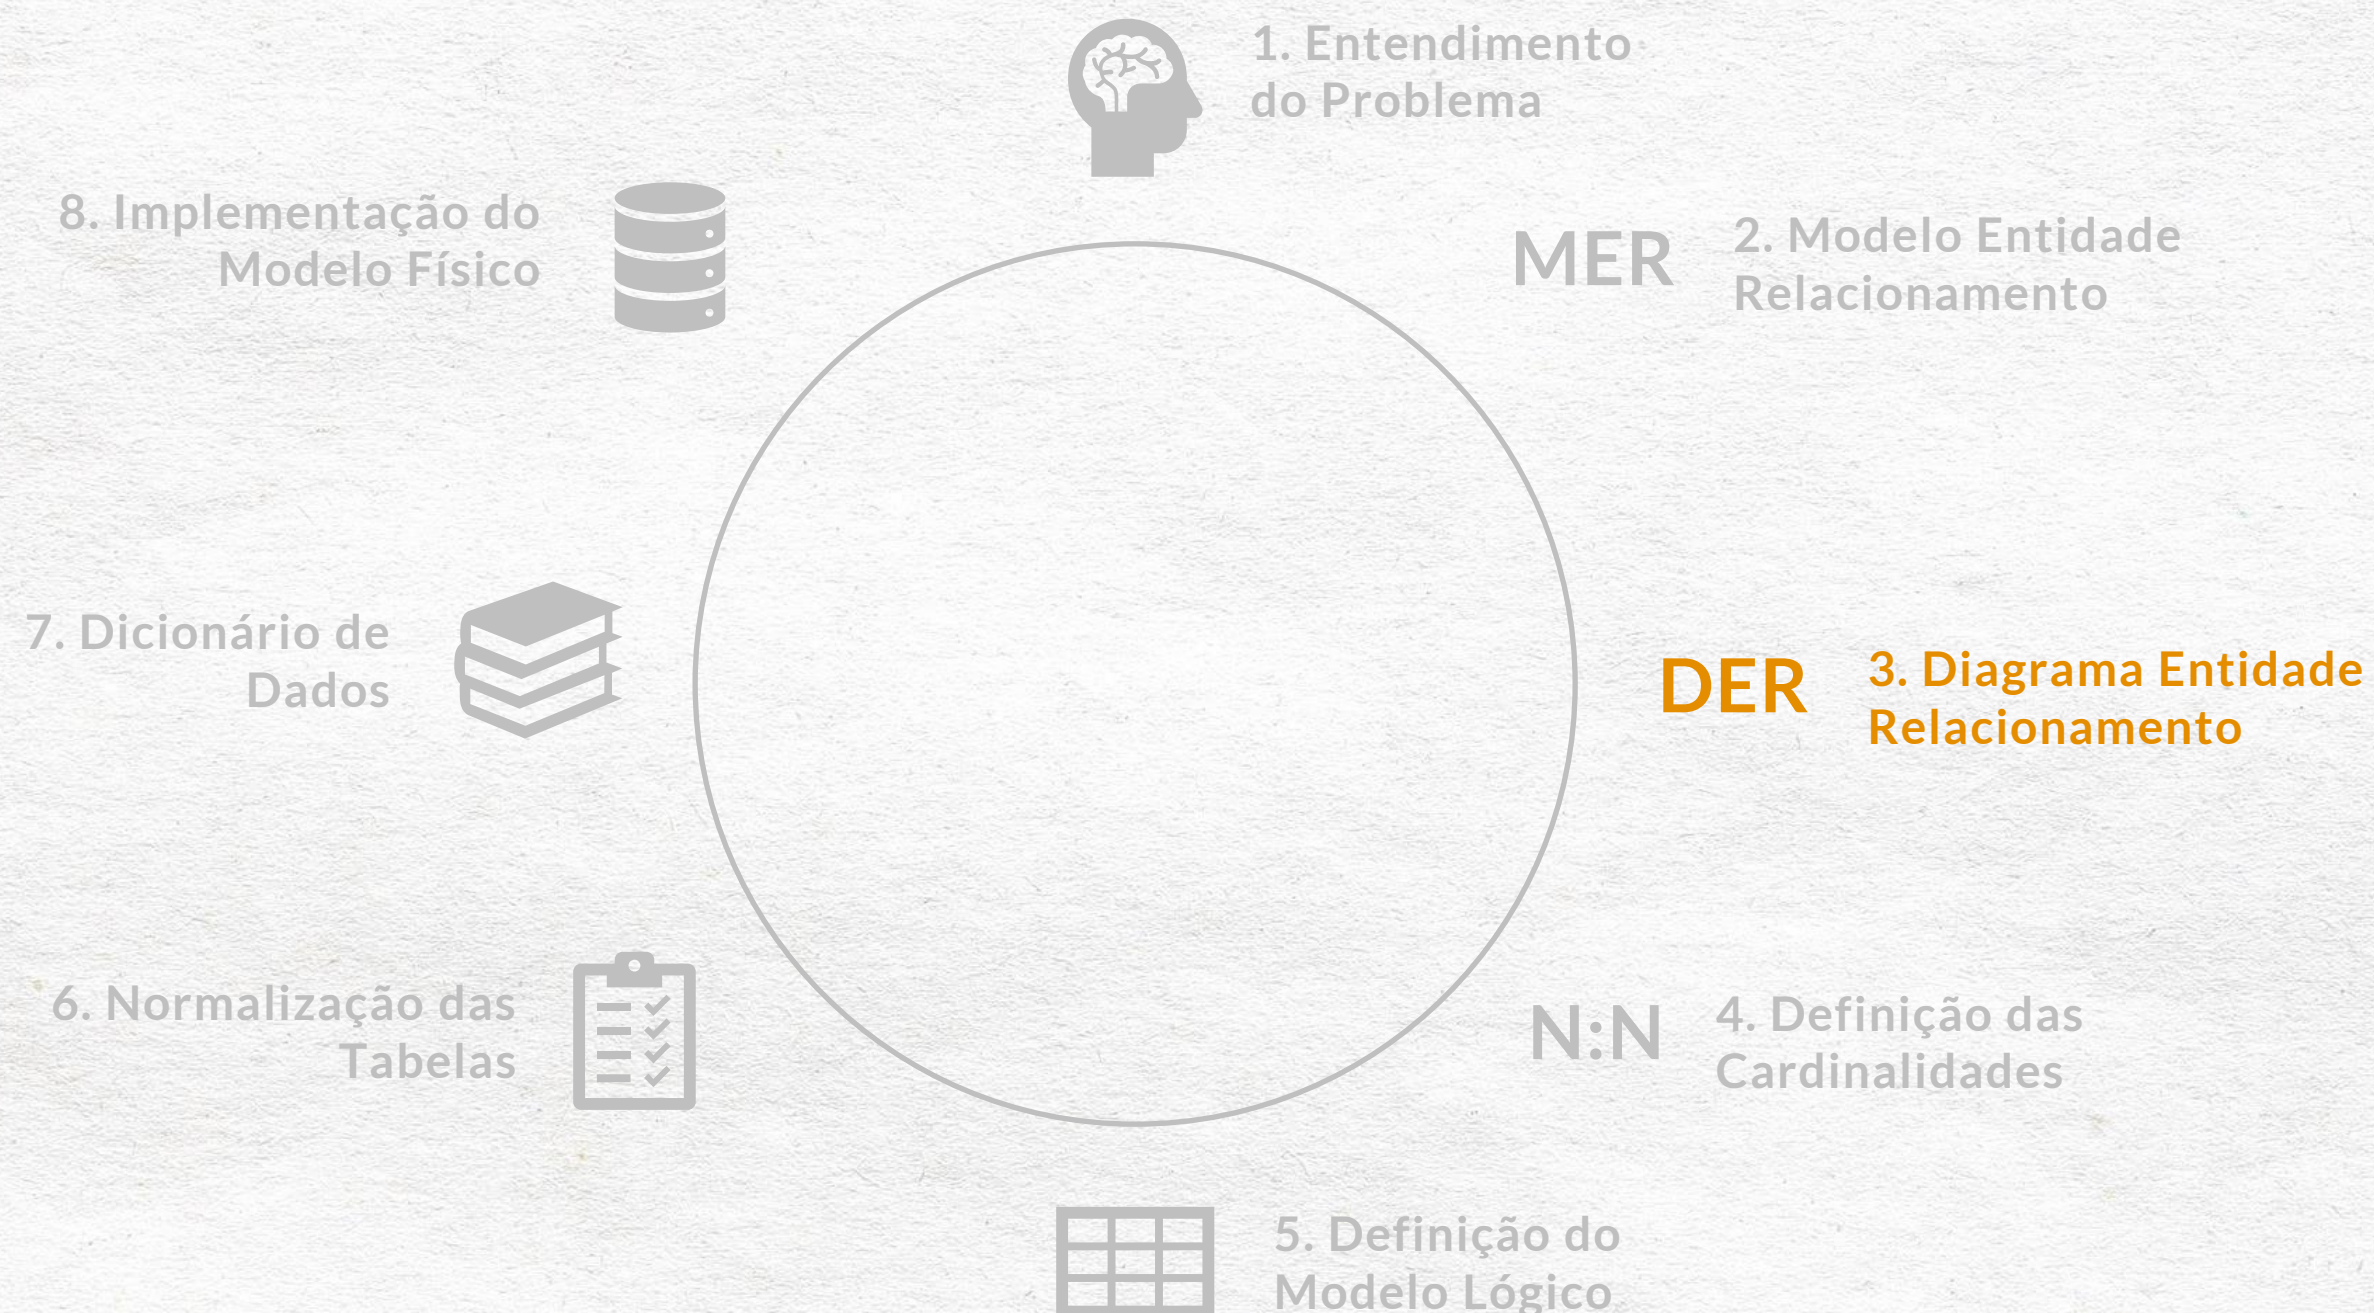 1. Entendimento
do Problema
MER
2. Modelo Entidade
Relacionamento
DER
3. Diagrama Entidade
Relacionamento
N:N
4. Definição das
Cardinalidades
5. Definição do
Modelo Lógico
6. Normalização das
Tabelas
7. Dicionário de
Dados
8. Implementação do
Modelo Físico